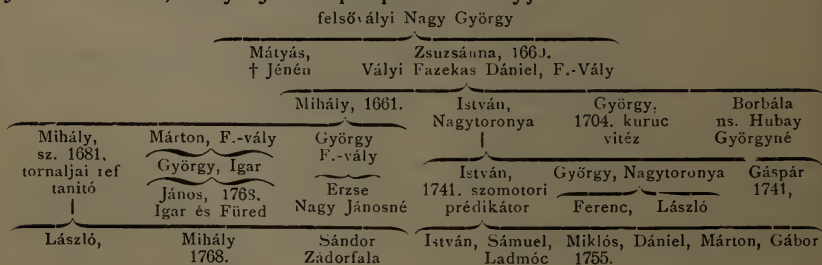 felsővályi Nagy György
Mátyás, Zsuzsánna, 1660.
† Jénén Vályi Fazekas Dániel, F.-Vály
Mihály, 1661. István, György, Borbála
Nagytoronya 1704. kuruc ns. Hubay
vitéz Györgyné
Mihály, Márton, F.-vály György
sz. 1681, F.-vály
tornaljai ref György, Igar István, György, Nagytoronya Gáspár
tanitó Erzse 1741. szomotori 1741,
János, 1768. Nagy Jánosné prédikátor Ferenc, László
Igar és Füred
László, Mihály Sándor István, Sámuel, Miklós, Dániel, Márton, Gábor
1768. Zádorfala Ladmóc 1755.